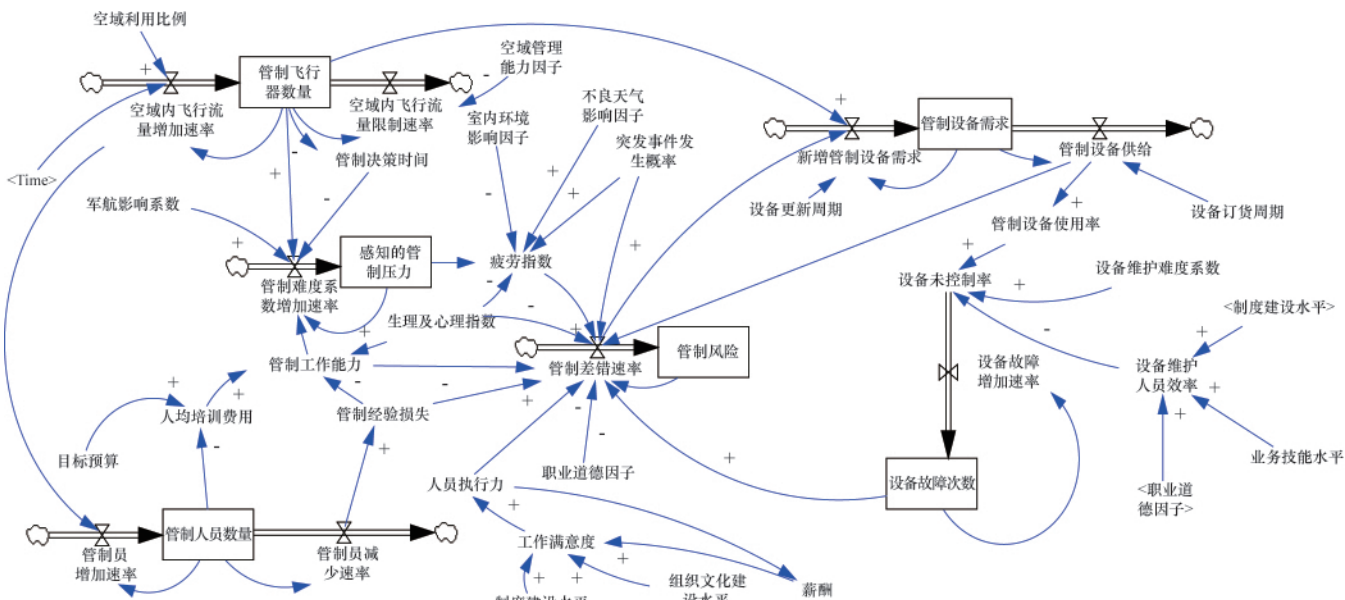 空域利用比例
管制飞行
器数量
空域内飞行流
量增加速率
空域内飞行流
量限制速率
空域管理
能力因子
室内环境
影响因子
不良天气
影响因子
突发事件发
生概率
管制决策时间
<Time>
军航影响系数
感知的管
制压力
管制难度系
数增加速率
疲劳指数
生理及心理指数
管制工作能力
管制经验损失
人均培训费用
目标预算
管制人员数量
管制员
增加速率
管制员减
少速率
管制差错速率
管制风险
职业道德因子
人员执行力
工作满意度
组织文化建
设水平
制度建设水平
薪酬
管制设备需求
新增管制设备需求
管制设备供给
设备更新周期
设备订货周期
管制设备使用率
设备未控制率
设备维护难度系数
<制度建设水平>
设备维护
人员效率
设备故障
增加速率
设备故障次数
业务技能水平
<职业道
德因子>